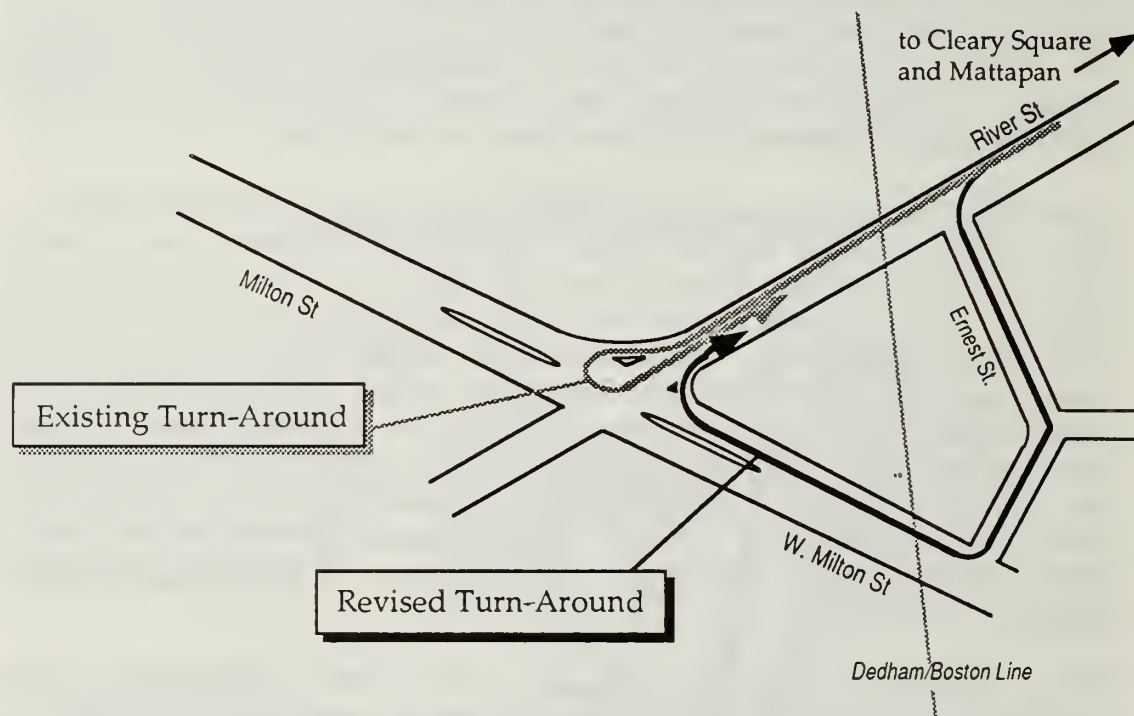 to Cleary Square
and Mattapan
River St
Milton St
Ernest St.
Existing Turn-Around
W. Milton St
Revised Turn-Around
Dedham/Boston Line